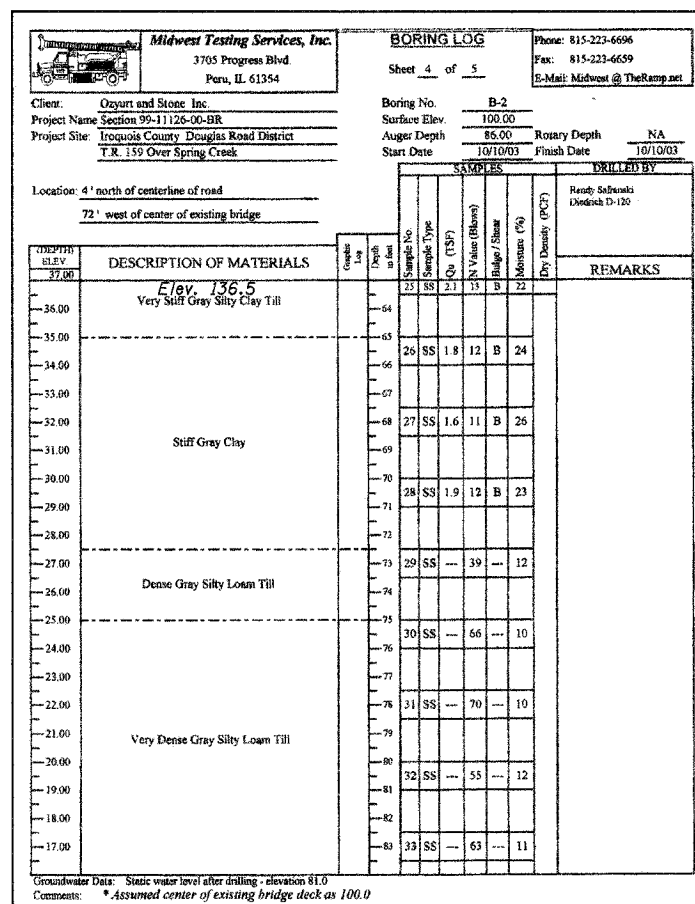 Midwest Testing Services, Inc.
3705 Progress Blvd.
Peru, IL 61354
BORING LOG
Sheet 4 of 5
Phone: 815-223-6696
Fax: 815-223-6659
E-Mail: Midwest @ TheRamp.net
Client: Ozyurt and Stone Inc.
Project Name Section 99-11126-00-BR
Project Site: Iroquois County Douglas Road District
T.R. 159 Over Spring Creek
Boring No. B-2
Surface Elev. 100.00
Auger Depth 86.00 Rotary Depth NA
Start Date 10/10/03 Finish Date 10/10/03
Location: 4' north of centerline of road
72' west of center of existing bridge
SAMPLES
DRILLED BY
Diedrich D-120
(DEPTH) ELEV. DESCRIPTION OF MATERIALS Graphic Log Depth in feet Sample No. Sample Type Qu (TSF) N Value (Blows) Bulge / Shear Moisture (%) Dry Density (PCF) REMARKS
37.00 25 SS 2.1 13 B 22
Elev. 136.5
Very Stiff Gray Silty Clay Till
36.00 64
35.00 65
26 SS 1.8 12 B 24
34.00 66
33.00 67
32.00 68 27 SS 1.6 11 B 26
Stiff Gray Clay
31.00 69
30.00 70
28 SS 1.9 12 B 23
29.00 71
28.00 72
27.00 73 29 SS --- 39 --- 12
Dense Gray Silty Loam Till
26.00 74
25.00 75
30 SS --- 66 --- 10
24.00 76
23.00 77
22.00 78 31 SS --- 70 --- 10
21.00 79
Very Dense Gray Silty Loam Till
20.00 80
32 SS --- 55 --- 12
19.00 81
18.00 82
17.00 83 33 SS --- 63 --- 11
Groundwater Data: Static water level after drilling - elevation 81.0
Comments: * Assumed center of existing bridge deck as 100.0